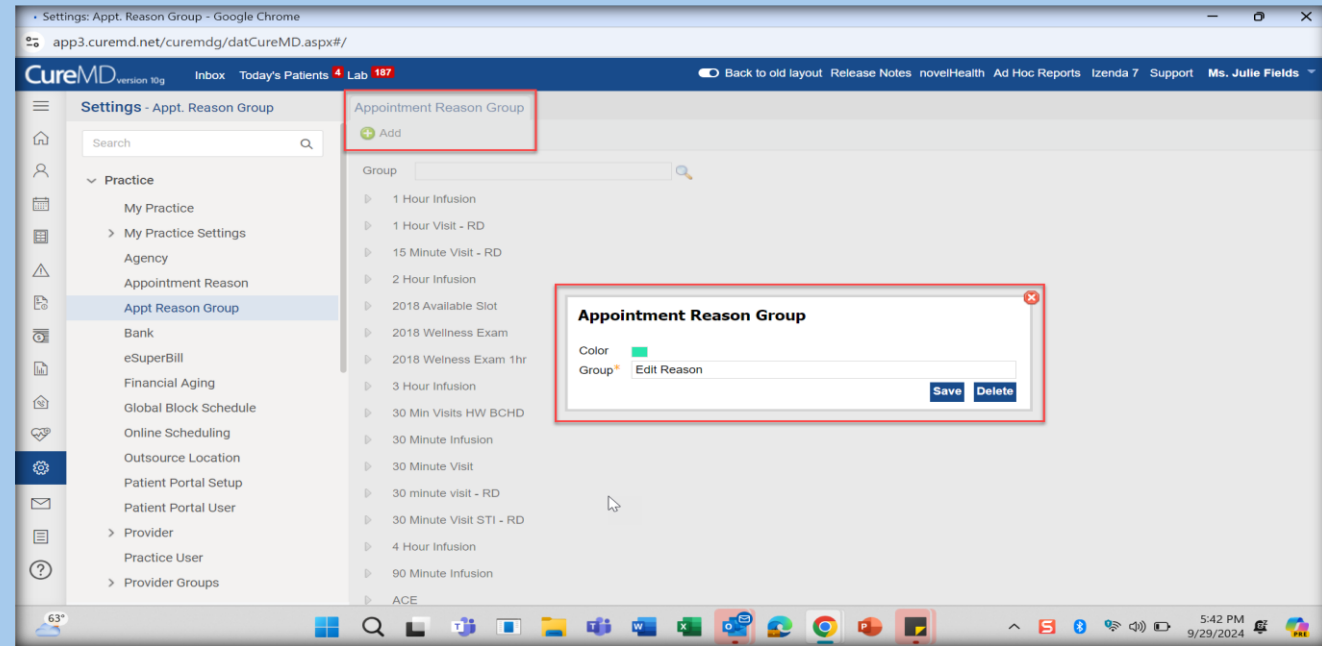 Settings: Appt. Reason Group - Google Chrome
app3.curemd.net/curemdg/datCureMD.aspx#/
CureMD version 10g Inbox Today's Patients 4 Lab 187 Back to old layout Release Notes novelHealth Ad Hoc Reports Izenda 7 Support Ms. Julie Fields
Settings - Appt. Reason Group
Search
Practice
My Practice
My Practice Settings
Agency
Appointment Reason
Appt Reason Group
Bank
eSuperBill
Financial Aging
Global Block Schedule
Online Scheduling
Outsource Location
Patient Portal Setup
Patient Portal User
Provider
Practice User
Provider Groups
Appointment Reason Group
Add
Group
1 Hour Infusion
1 Hour Visit - RD
15 Minute Visit - RD
2 Hour Infusion
2018 Available Slot
2018 Wellness Exam
2018 Welness Exam 1hr
3 Hour Infusion
30 Min Visits HW BCHD
30 Minute Infusion
30 Minute Visit
30 minute visit - RD
30 Minute Visit STI - RD
4 Hour Infusion
90 Minute Infusion
ACE
Appointment Reason Group
Color
Group* Edit Reason
Save Delete
63°
5:42 PM
9/29/2024
PRE